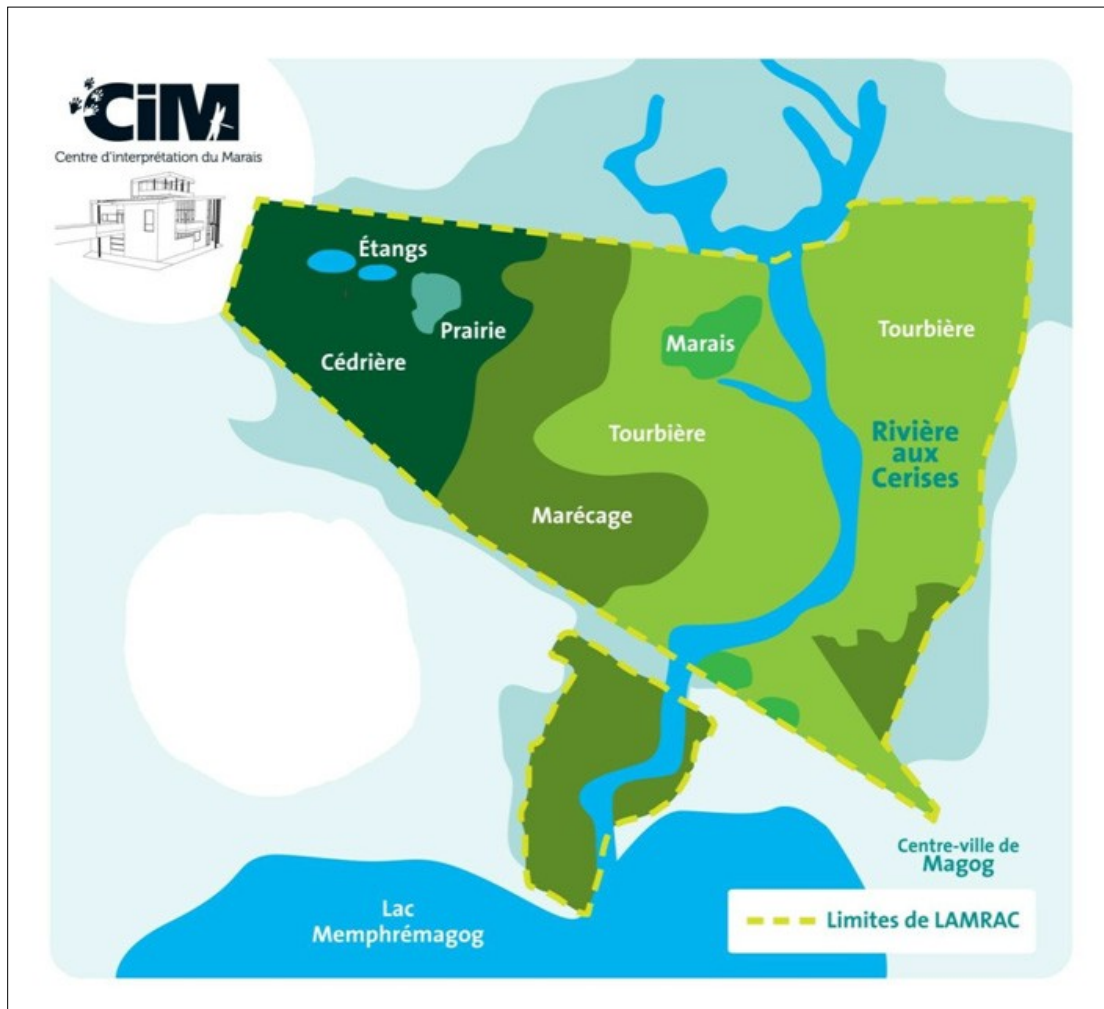 CiM
Centre d'interprétation du Marais
Étangs
Prairie
Cédrière
Marais
Tourbière
Tourbière
Rivière
aux
Cerises
Marécage
Centre-ville de
Magog
Lac
Memphrémagog
Limites de LAMRAC